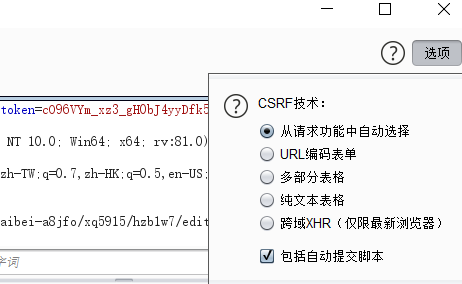 选项
token=cO96VYm_xz3_gHObJ4yyDfk5
CSRF技术：
从请求功能中自动选择
NT 10.0; Win64; x64; rv:81.0)
URL编码表单
zh-TW;q=0.7,zh-HK;q=0.5,en-US;
多部分表格
纯文本表格
aibei-a8jfo/xq5915/hzblw7/edit
跨域XHR（仅限最新浏览器）
包括自动提交脚本
字词